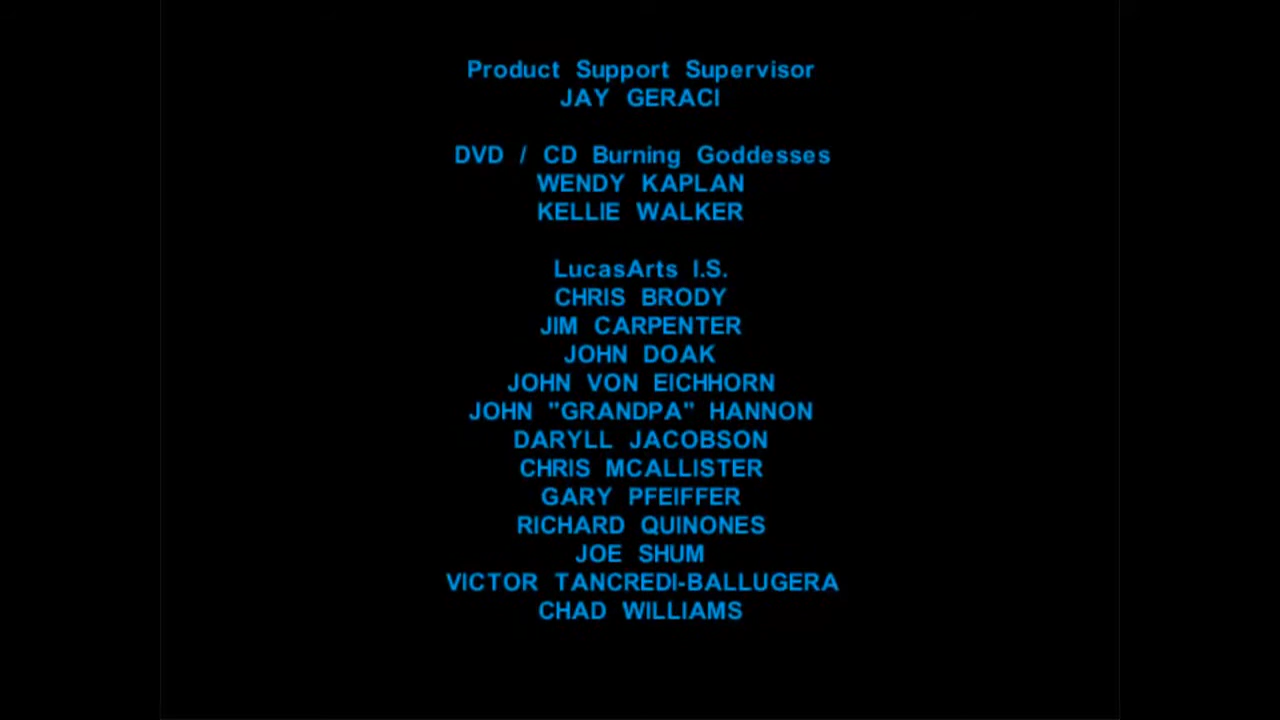 Product Support Supervisor
JAY GERACI
DVD / CD Burning Goddesses
WENDY KAPLAN
KELLIE WALKER
LucasArts I.S.
CHRIS BRODY
JIM CARPENTER
JOHN DOAK
JOHN VON EICHHORN
JOHN "GRANDPA" HANNON
DARYLL JACOBSON
CHRIS MCALLISTER
GARY PFEIFFER
RICHARD QUINONES
JOE SHUM
VICTOR TANCREDI-BALLUGERA
CHAD WILLIAMS